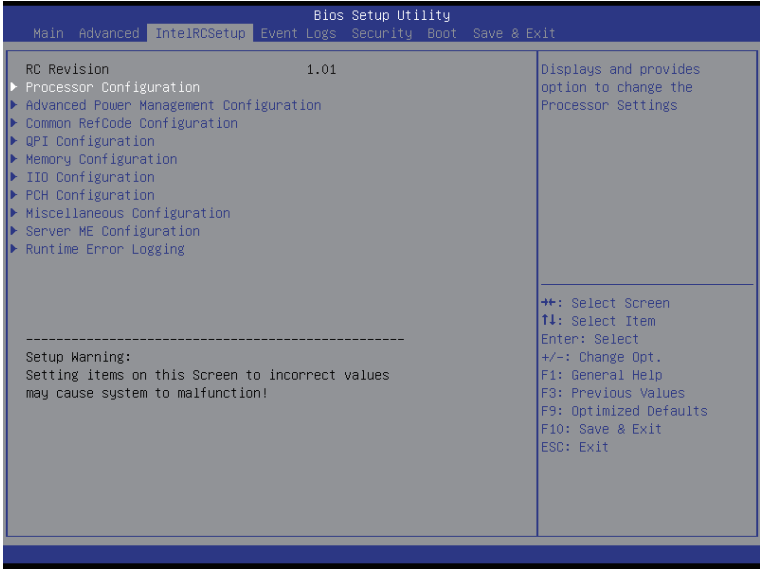 Bios Setup Utility
Main Advanced IntelRCSetup Event Logs Security Boot Save & Exit
RC Revision 1.01
Processor Configuration
Advanced Power Management Configuration
Common RefCode Configuration
QPI Configuration
Memory Configuration
IIO Configuration
PCH Configuration
Miscellaneous Configuration
Server ME Configuration
Runtime Error Logging
--------------------------------------------------
Setup Warning:
Setting items on this Screen to incorrect values
may cause system to malfunction!
Displays and provides
option to change the
Processor Settings
→←: Select Screen
↑↓: Select Item
Enter: Select
+/-: Change Opt.
F1: General Help
F3: Previous Values
F9: Optimized Defaults
F10: Save & Exit
ESC: Exit